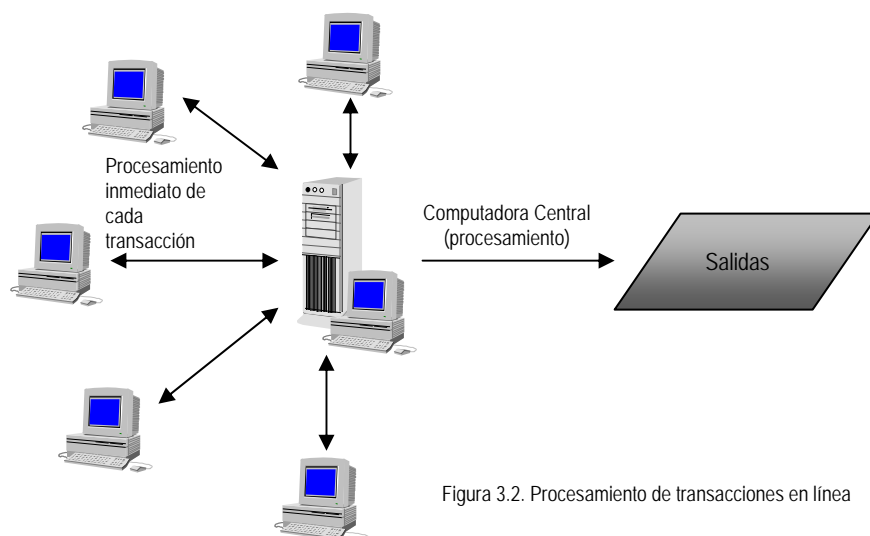 Procesamiento
inmediato de
cada
transacción
Computadora Central
(procesamiento)
Salidas
Figura 3.2. Procesamiento de transacciones en línea